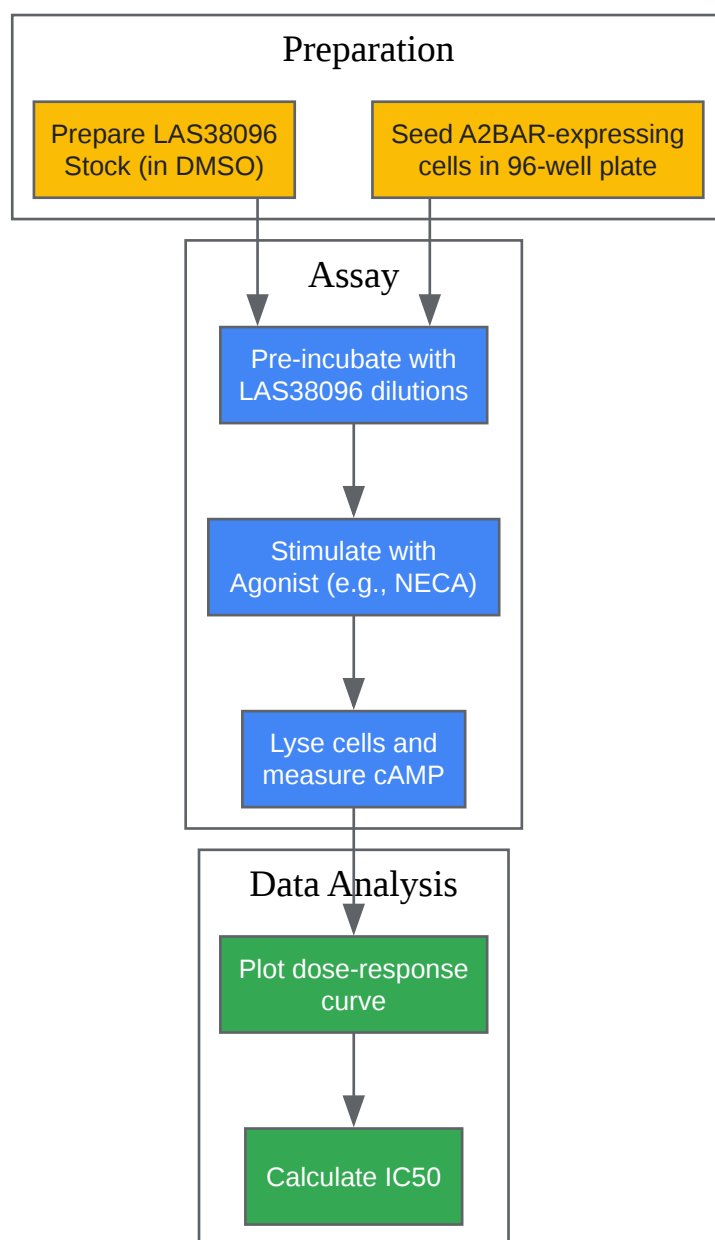 Preparation
Prepare LAS38096
Stock (in DMSO)
Seed A2BAR-expressing
cells in 96-well plate
Assay
Pre-incubate with
LAS38096 dilutions
Stimulate with
Agonist (e.g., NECA)
Lyse cells and
measure cAMP
Data Analysis
Plot dose-response
curve
Calculate IC50